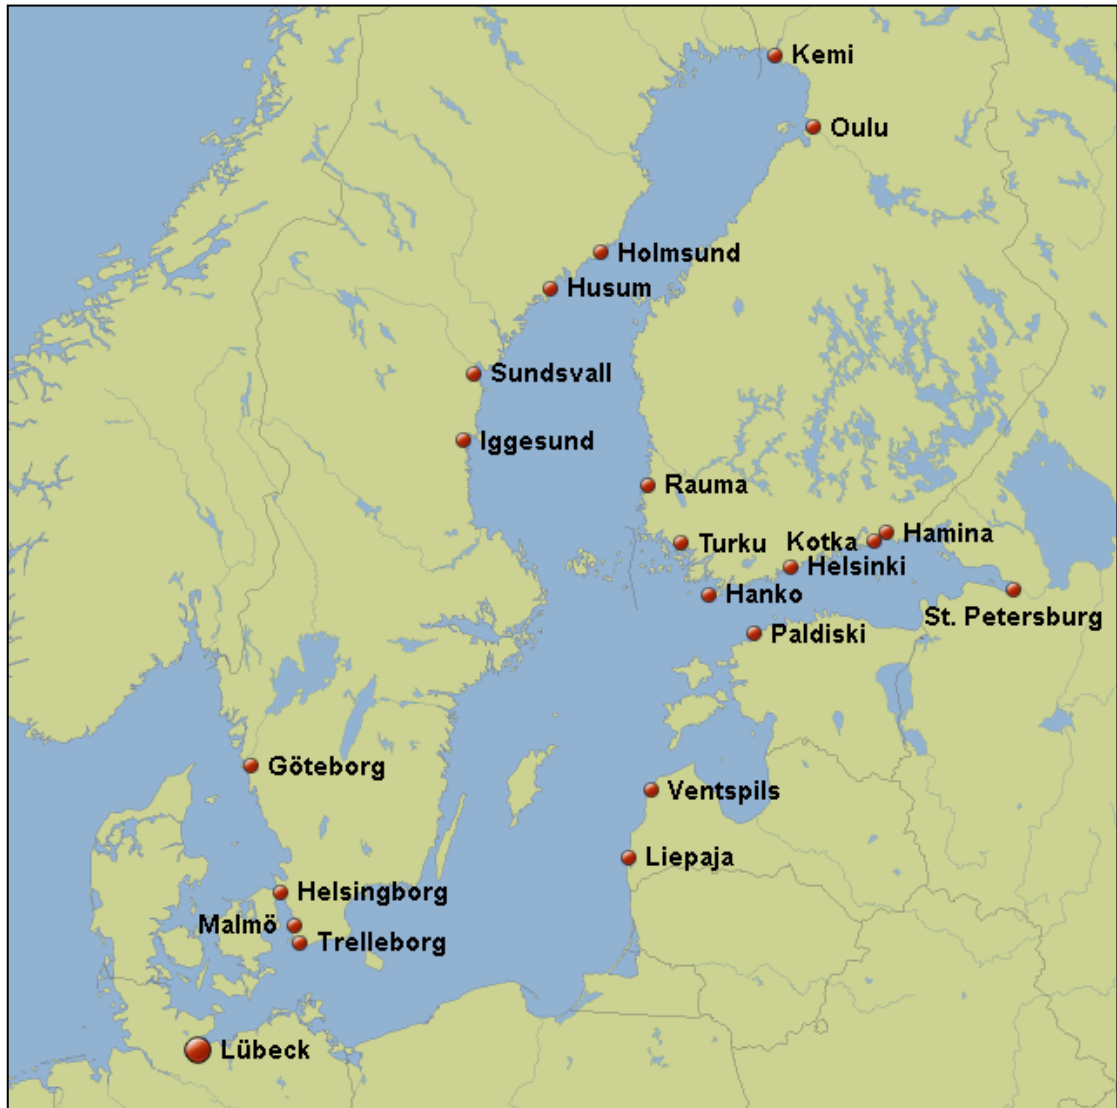 Kemi
Oulu
Holmsund
Husum
Sundsvall
Iggesund
Rauma
Hamina
Turku
Kotka
Helsinki
Hanko
St. Petersburg
Paldiski
Göteborg
Ventspils
Liepaja
Helsingborg
Malmö
Trelleborg
Lübeck